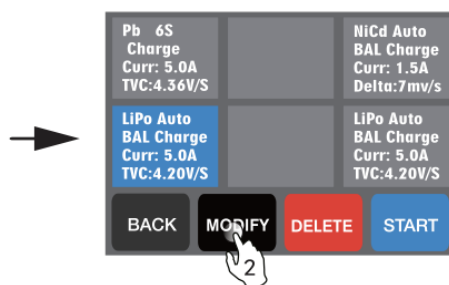 Pb 6S
Charge
Curr: 5.0A
TVC:4.36V/S
NiCd Auto
BAL Charge
Curr: 1.5A
Delta:7mv/s
LiPo Auto
BAL Charge
Curr: 5.0A
TVC:4.20V/S
LiPo Auto
BAL Charge
Curr: 5.0A
TVC:4.20V/S
BACK MODIFY DELETE START
2